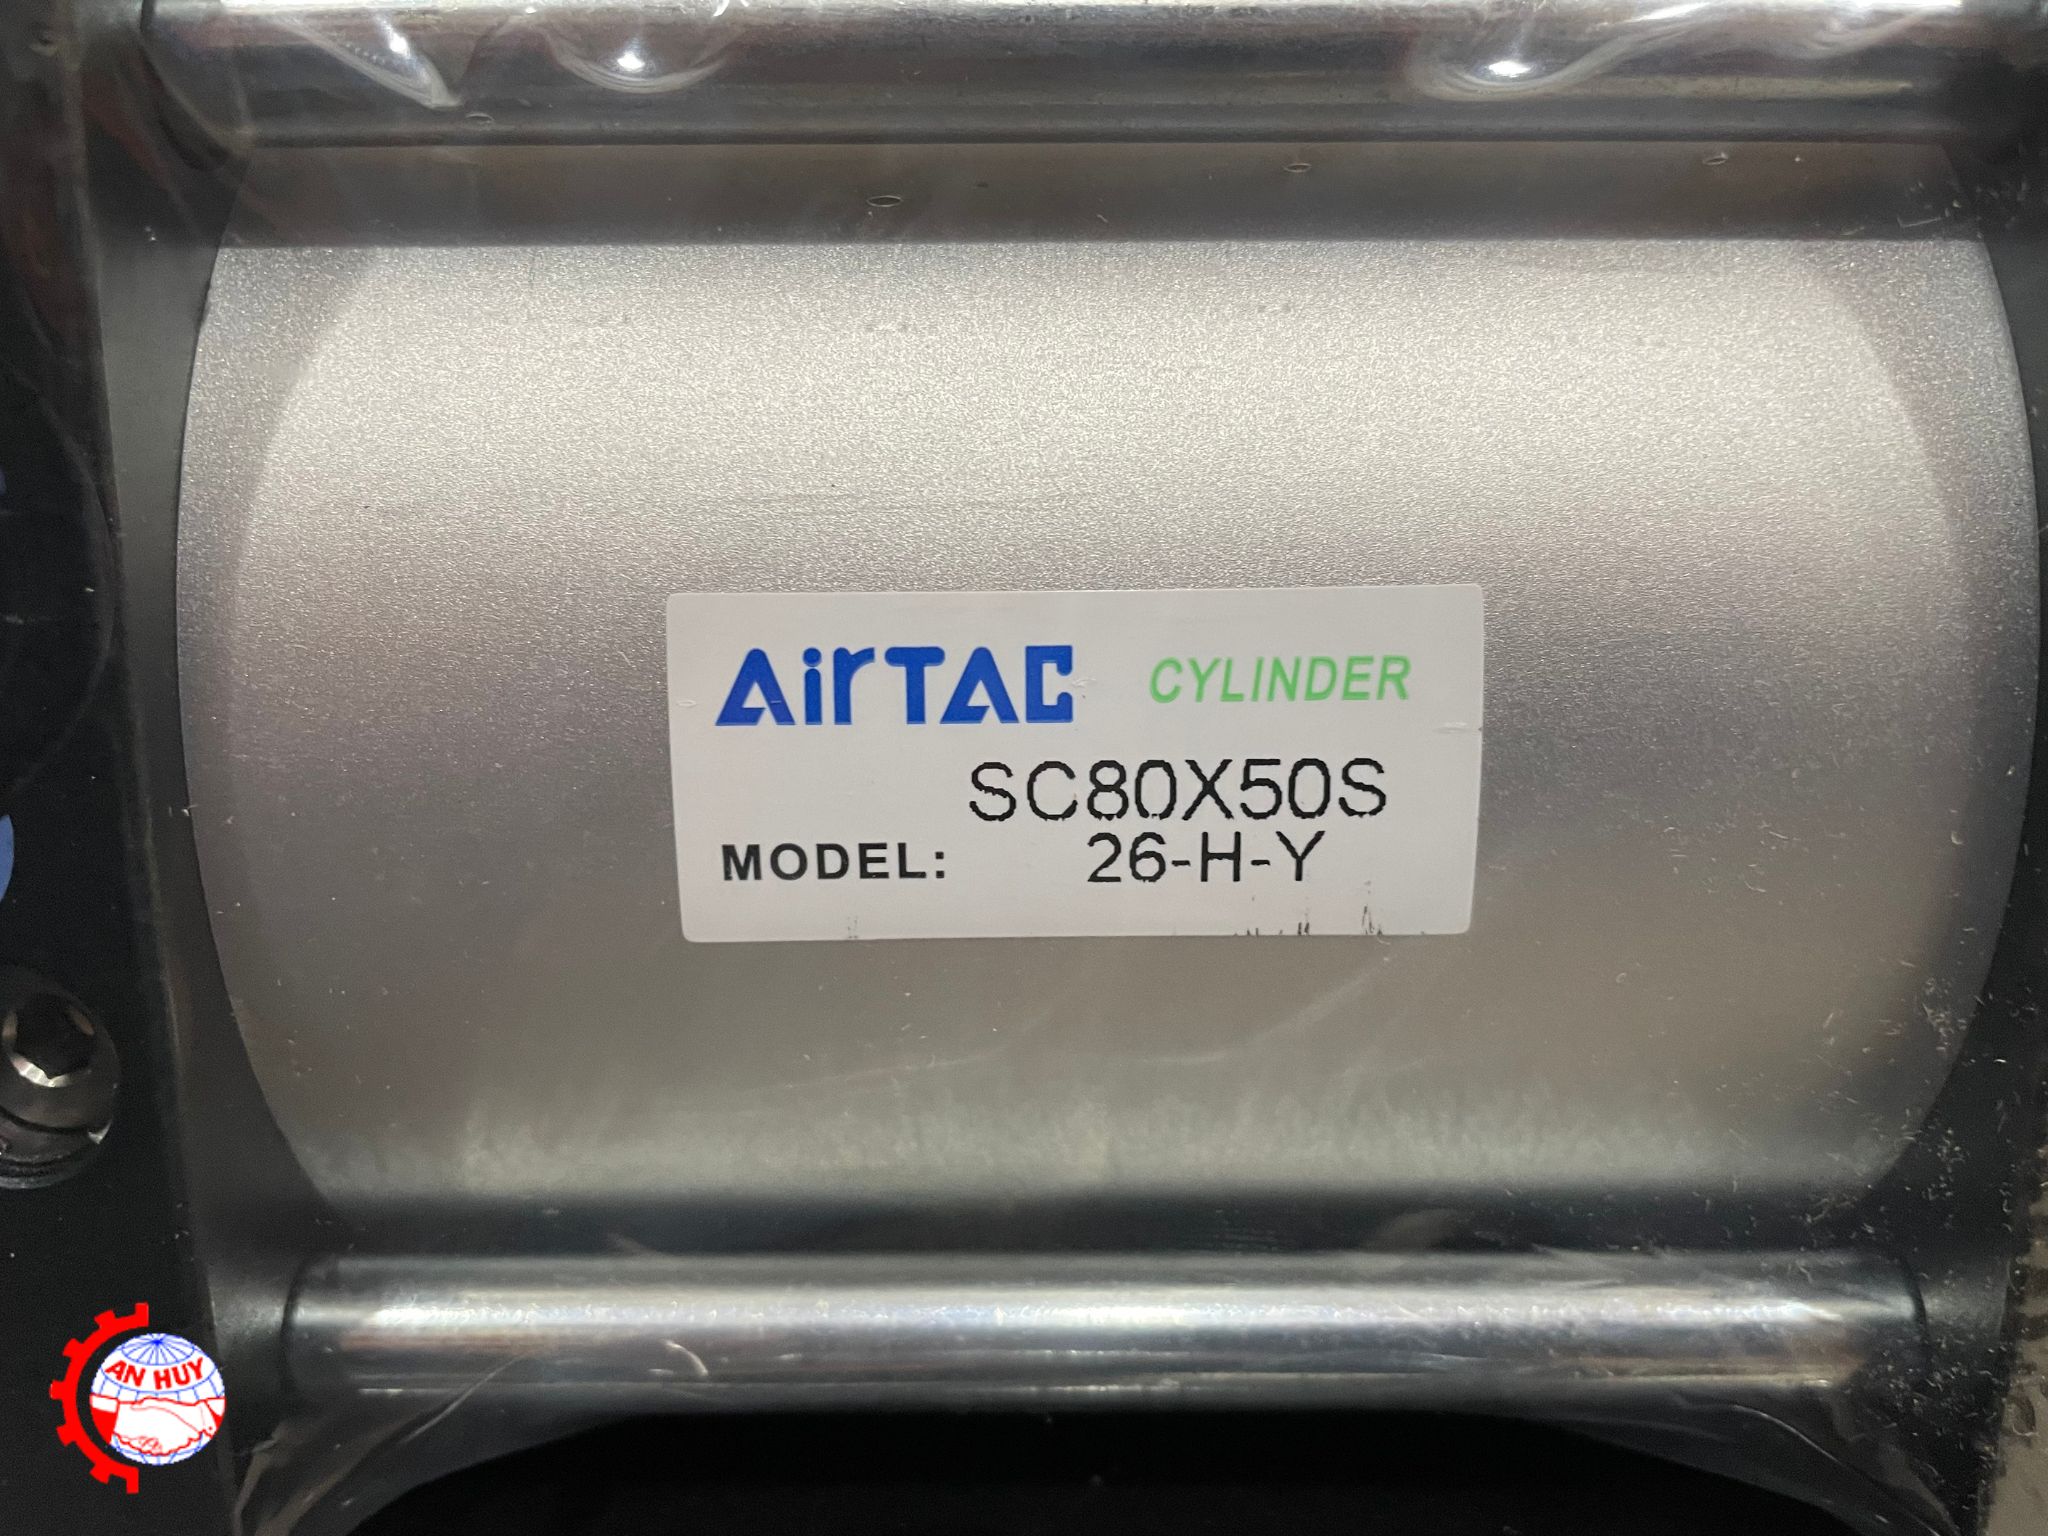 AirTAC CYLINDER
SC80X50S
MODEL: 26-H-Y
AN HUY